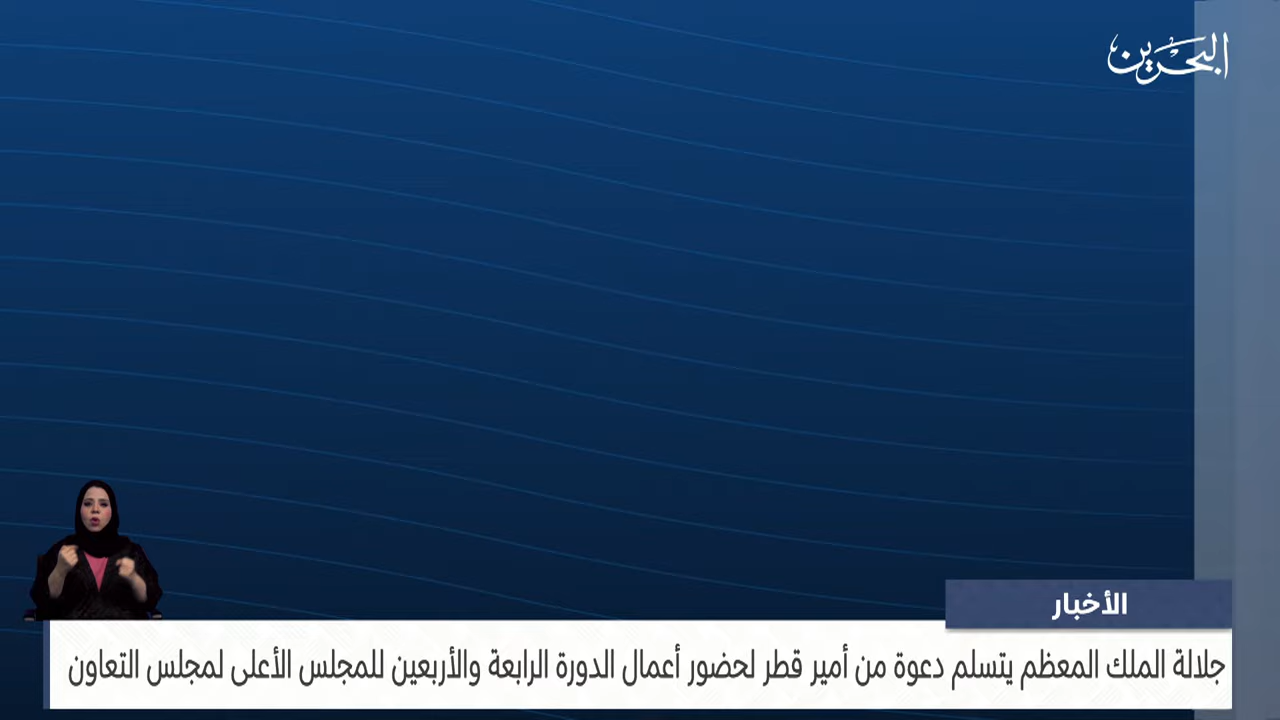 البحرين
الأخبار
جلالة الملك المعظم يتسلم دعوة من أمير قطر لحضور أعمال الدورة الرابعة والأربعين للمجلس الأعلى لمجلس التعاون